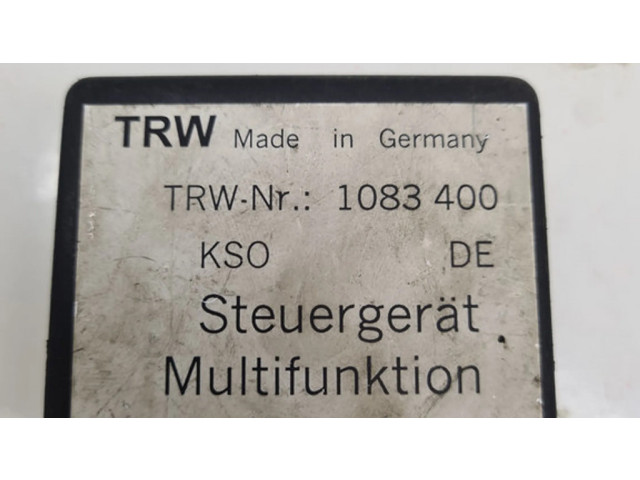 TRW Made in Germany
TRW-Nr.: 1083 400
KSO DE
Steuergerät
Multifunktion